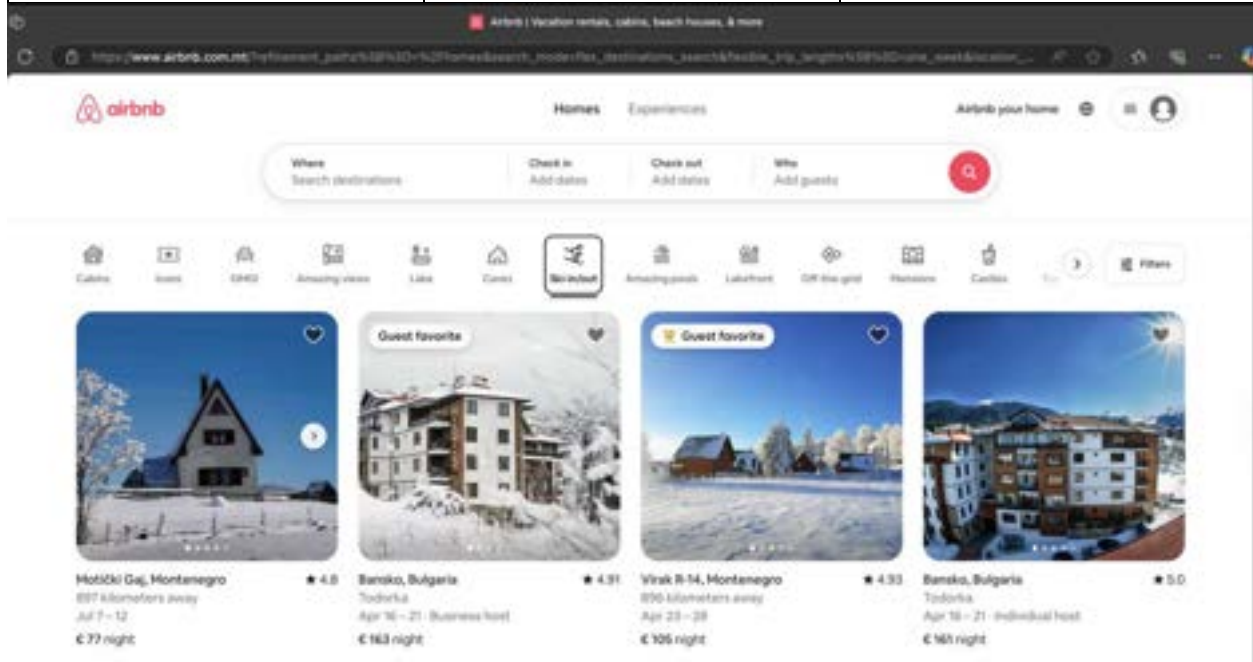 Airbnb | Vacation rentals, cabins, beach houses, & more
airbnb
Homes Experiences
Airbnb your home
Where
Search destinations
Check in
Add dates
Check out
Add dates
Who
Add guests
Cabins
Icons
OMG!
Amazing views
Lake
Caves
Ski-in/out
Amazing pools
Lakefront
Off-the-grid
Mansions
Castles
Filters
Guest favorite
Guest favorite
Motički Gaj, Montenegro ★ 4.8
897 kilometers away
Jul 7 – 12
€ 77 night
Bansko, Bulgaria ★ 4.91
Todorka
Apr 16 – 21 · Business host
€ 163 night
Virak R-14, Montenegro ★ 4.93
896 kilometers away
Apr 23 – 28
€ 105 night
Bansko, Bulgaria ★ 5.0
Todorka
Apr 16 – 21 · Individual host
€ 161 night